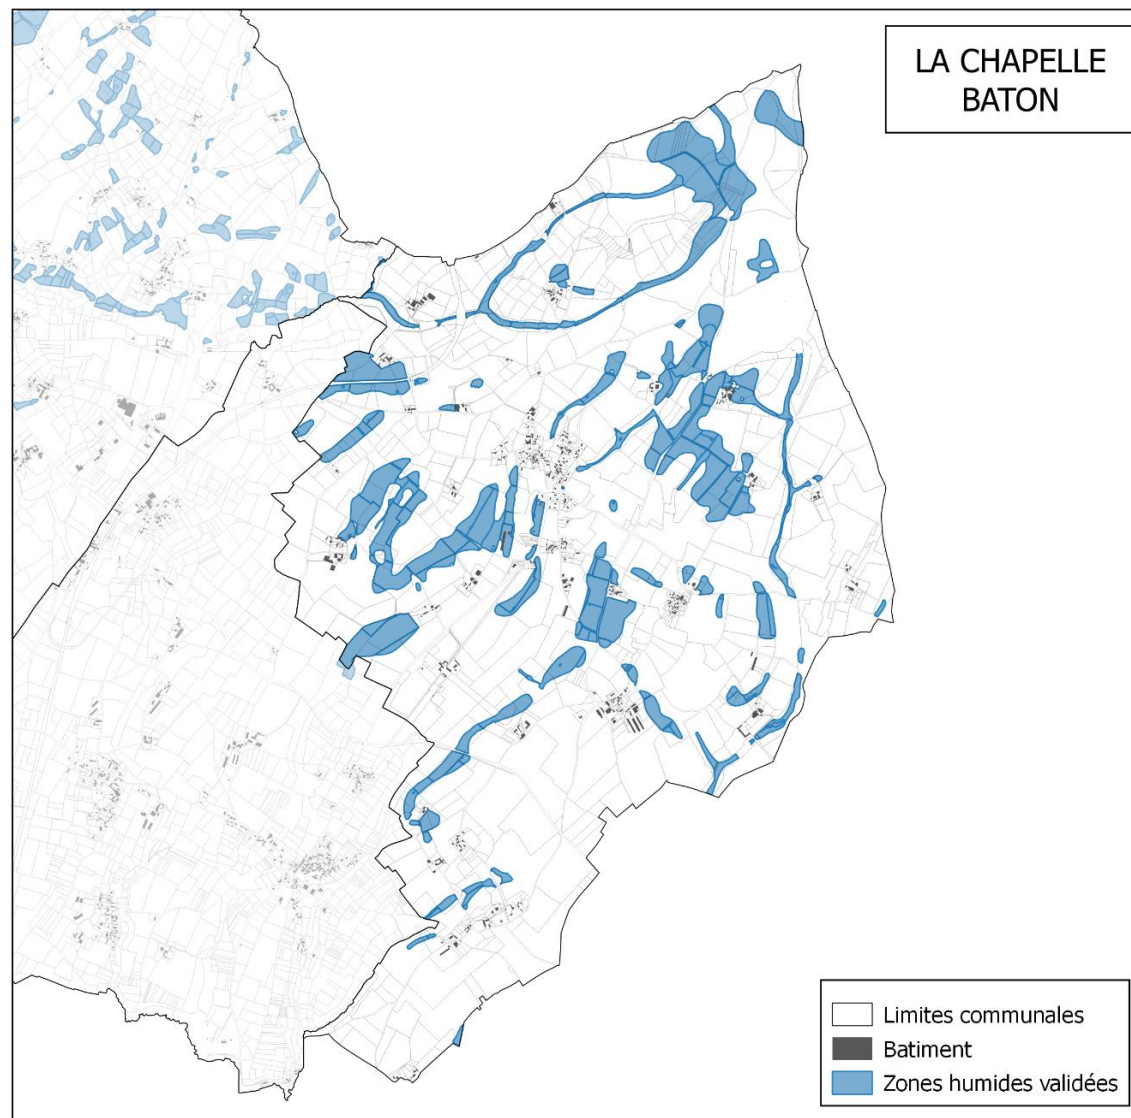 LA CHAPELLE
BATON
Limites communales
Batiment
Zones humides validées